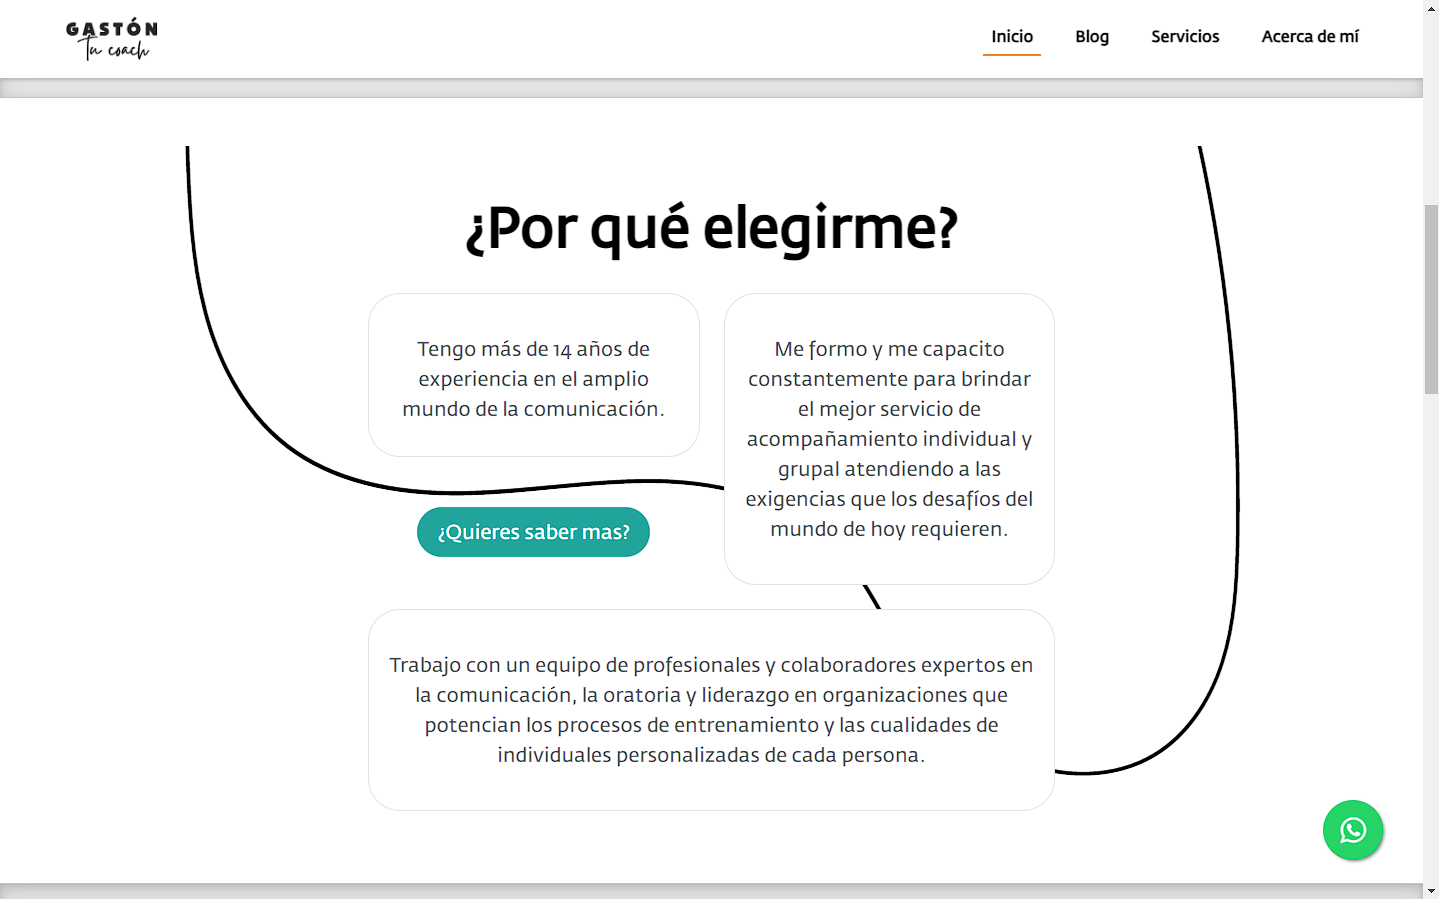 GASTÓN
Tu coach
Inicio
Blog
Servicios
Acerca de mí
¿Por qué elegirme?
Tengo más de 14 años de
experiencia en el amplio
mundo de la comunicación.
Me formo y me capacito
constantemente para brindar
el mejor servicio de
acompañamiento individual y
grupal atendiendo a las
exigencias que los desafíos del
mundo de hoy requieren.
¿Quieres saber mas?
Trabajo con un equipo de profesionales y colaboradores expertos en
la comunicación, la oratoria y liderazgo en organizaciones que
potencian los procesos de entrenamiento y las cualidades de
individuales personalizadas de cada persona.